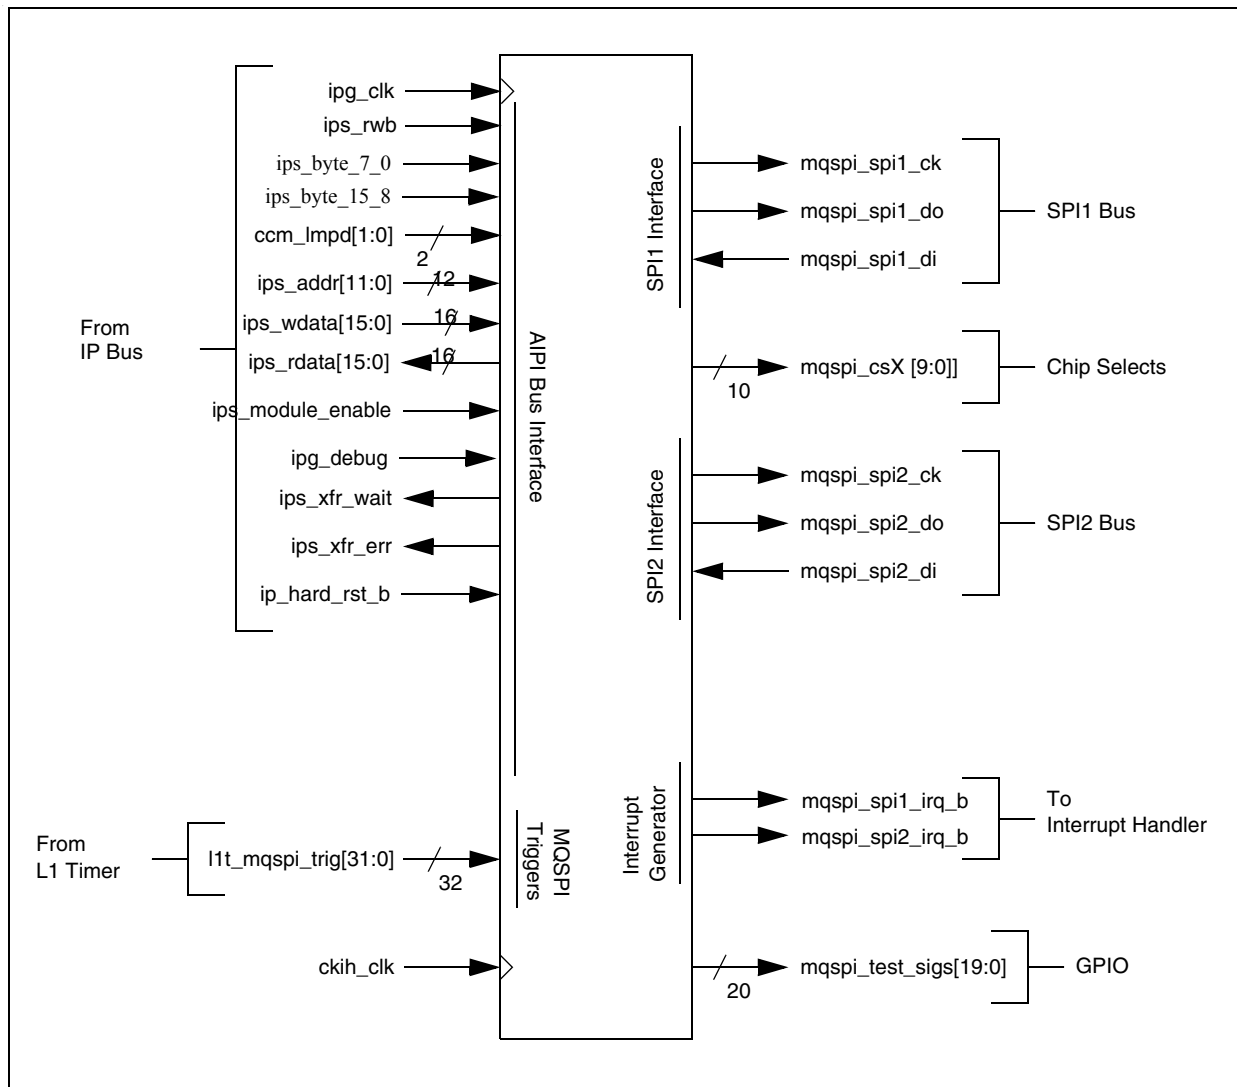 From
IP Bus
ipg_clk
ips_rwb
ips_byte_7_0
ips_byte_15_8
ccm_lmpd[1:0]
2
ips_addr[11:0]
12
ips_wdata[15:0]
16
ips_rdata[15:0]
16
ips_module_enable
ipg_debug
ips_xfr_wait
ips_xfr_err
ip_hard_rst_b
AIPI Bus Interface
From
L1 Timer
l1t_mqspi_trig[31:0]
32
MQSPI
Triggers
ckih_clk
SPI1 Interface
mqspi_spi1_ck
mqspi_spi1_do
mqspi_spi1_di
SPI1 Bus
10
mqspi_csX [9:0]]
Chip Selects
SPI2 Interface
mqspi_spi2_ck
mqspi_spi2_do
mqspi_spi2_di
SPI2 Bus
Interrupt
Generator
mqspi_spi1_irq_b
mqspi_spi2_irq_b
To
Interrupt Handler
20
mqspi_test_sigs[19:0]
GPIO